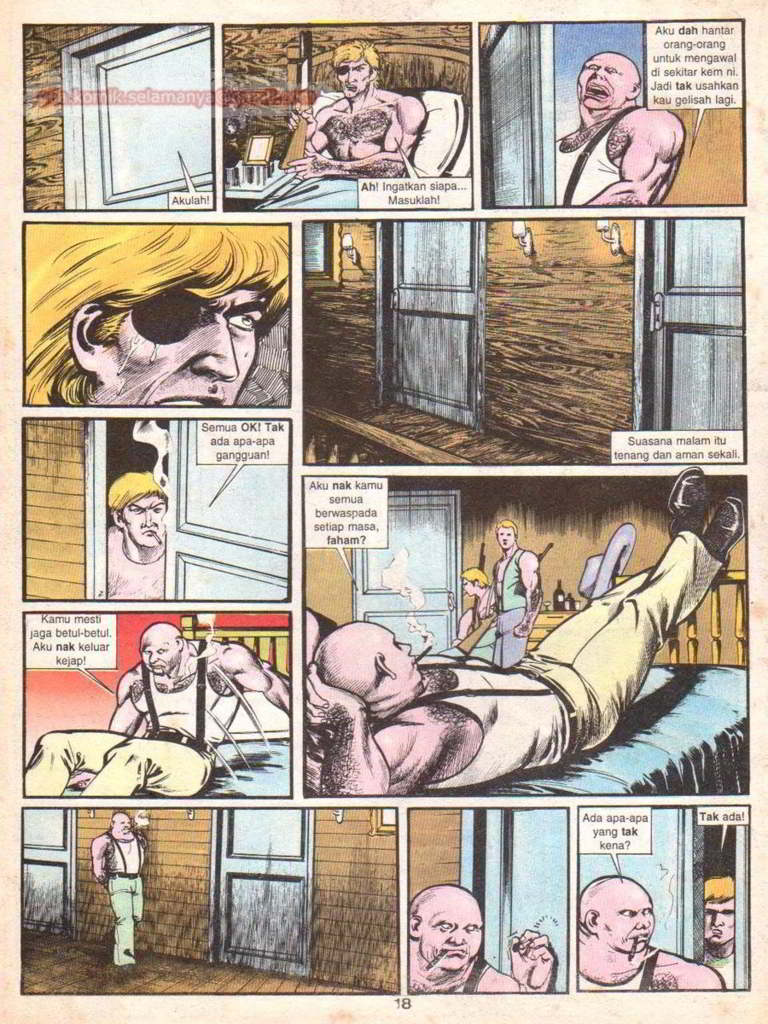 Akulah!
Ah! Ingatkan siapa...
Masuklah!
Aku dah hantar
orang-orang
untuk mengawal
di sekitar kem ni.
Jadi tak usahkan
kau gelisah lagi.
Suasana malam itu
tenang dan aman sekali.
Semua OK! Tak
ada apa-apa
gangguan!
Aku nak kamu
semua
berwaspada
setiap masa,
faham?
Kamu mesti
jaga betul-betul.
Aku nak keluar
kejap!
Ada apa-apa
yang tak
kena?
Tak ada!
18